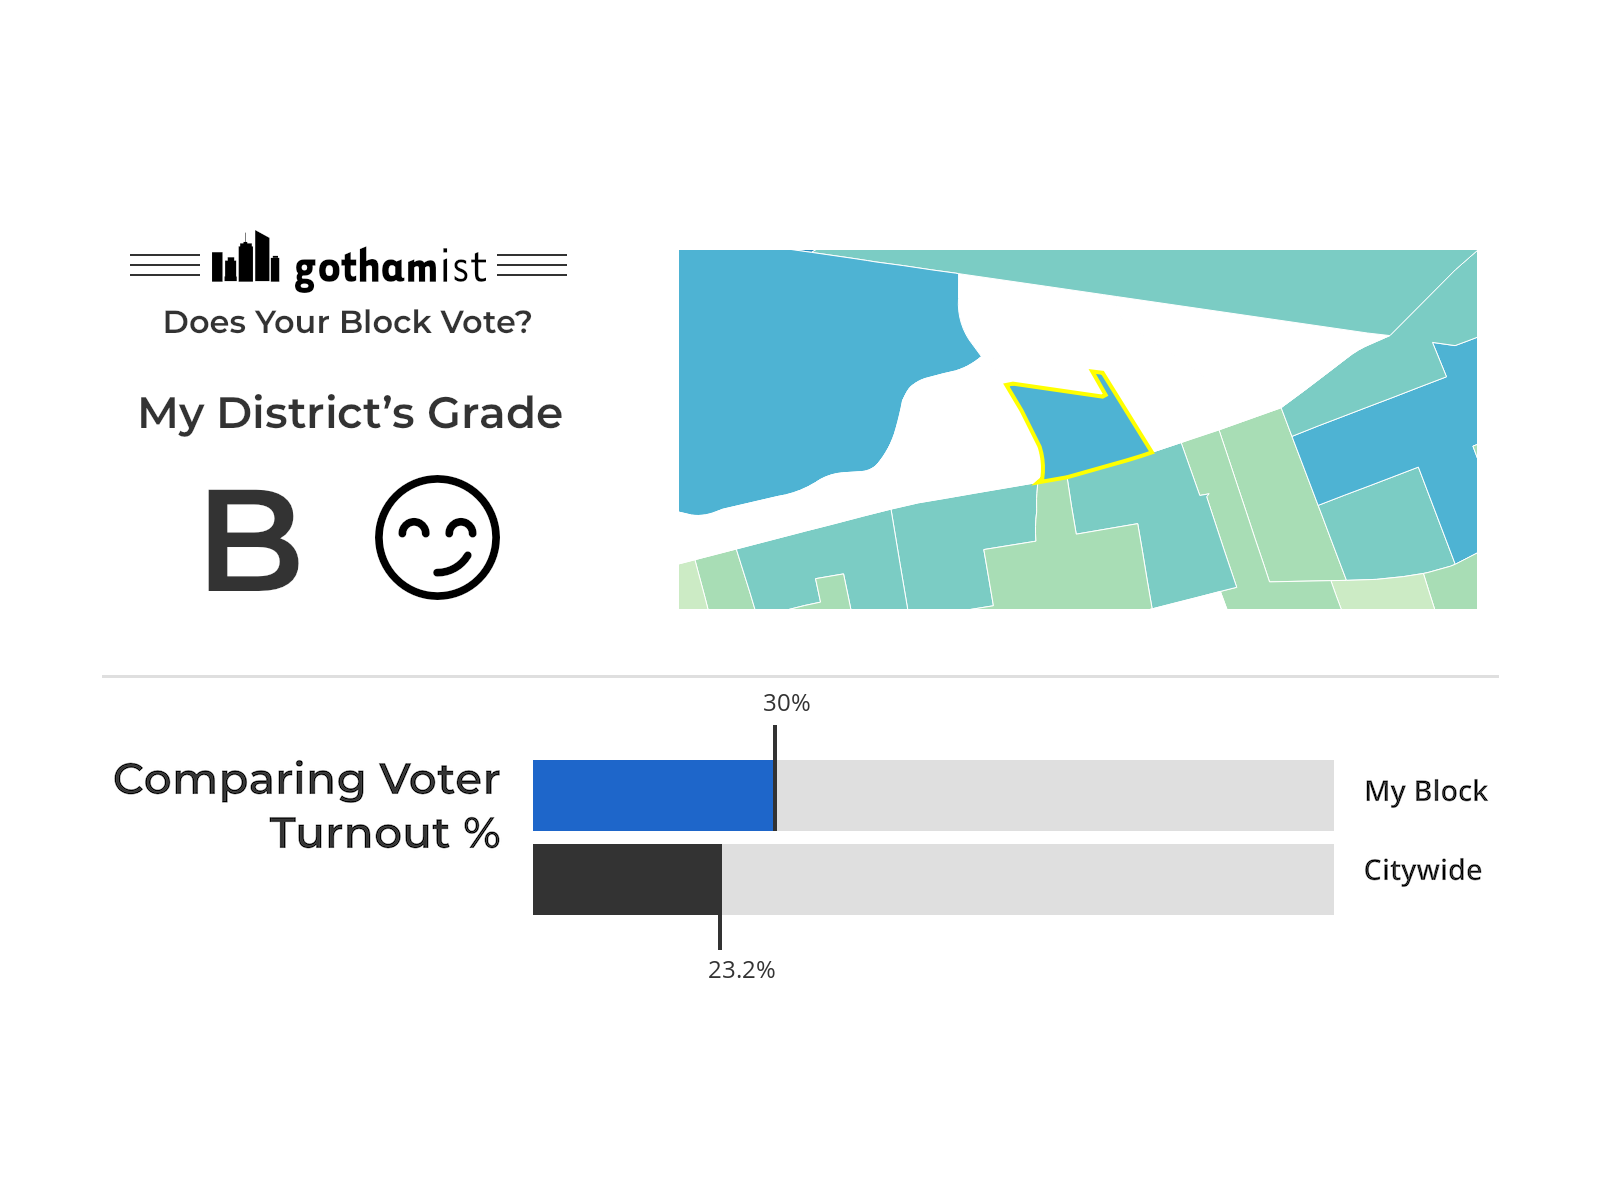 gothamist
Does Your Block Vote?
My District’s Grade
B
30%
Comparing Voter
Turnout %
My Block
Citywide
23.2%